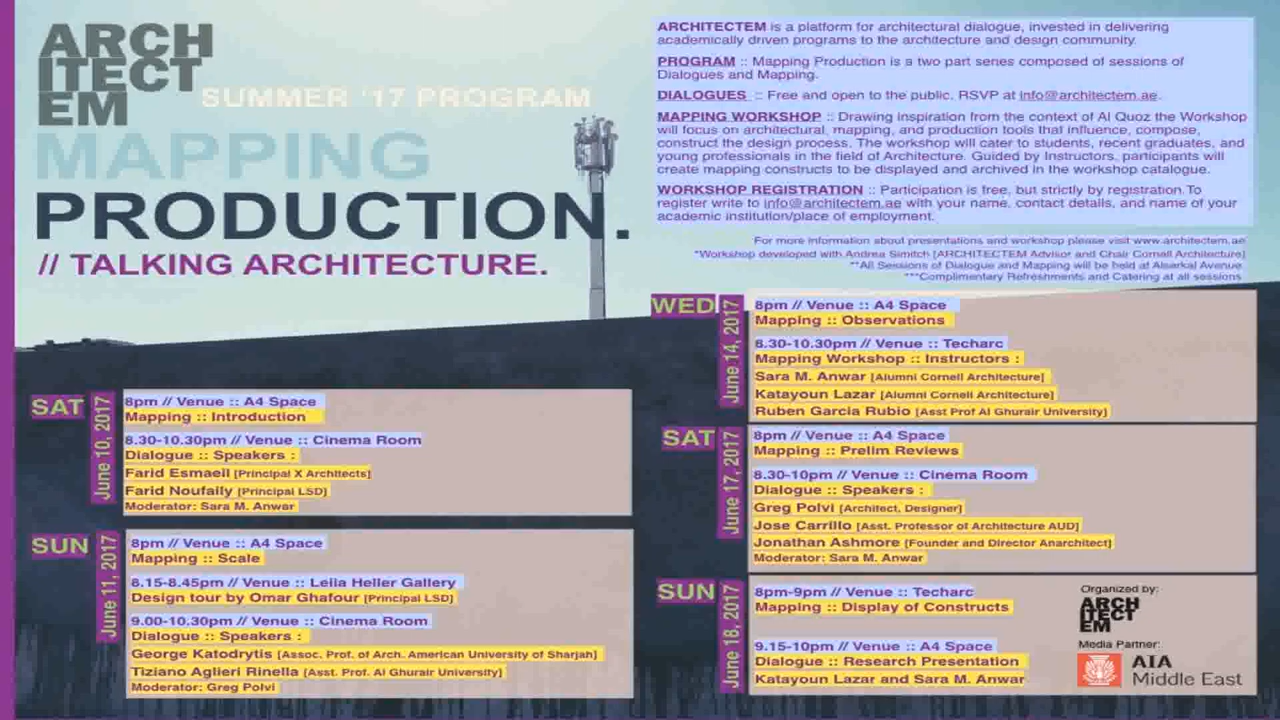 ARCH
ITECT
EM
SUMMER '17 PROGRAM
MAPPING
PRODUCTION.
// TALKING ARCHITECTURE.
ARCHITECTEM is a platform for architectural dialogue, invested in delivering
academically driven programs to the architecture and design community.
PROGRAM :: Mapping Production is a two part series composed of sessions of
Dialogues and Mapping.
DIALOGUES :: Free and open to the public, RSVP at info@architectem.ae.
MAPPING WORKSHOP :: Drawing inspiration from the context of Al Quoz the Workshop
will focus on architectural, mapping, and production tools that influence, compose,
construct the design process. The workshop will cater to students, recent graduates, and
young professionals in the field of Architecture. Guided by Instructors, participants will
create mapping constructs to be displayed and archived in the workshop catalogue.
WORKSHOP REGISTRATION :: Participation is free, but strictly by registration.To
register write to info@architectem.ae with your name, contact details, and name of your
academic institution/place of employment.
For more information about presentations and workshop please visit www.architectem.ae
*Workshop developed with Andrea Simitch [ARCHITECTEM Advisor and Chair Cornell Architecture]
**All Sessions of Dialogue and Mapping will be held at Alserkal Avenue.
***Complimentary Refreshments and Catering at all sessions.
SAT
June 10, 2017
8pm // Venue :: A4 Space
Mapping :: Introduction
8.30-10.30pm // Venue :: Cinema Room
Dialogue :: Speakers :
Farid Esmaeil [Principal X Architects]
Farid Noufaily [Principal LSD]
Moderator: Sara M. Anwar
SUN
June 11, 2017
8pm // Venue :: A4 Space
Mapping :: Scale
8.15-8.45pm // Venue :: Leila Heller Gallery
Design tour by Omar Ghafour [Principal LSD]
9.00-10.30pm // Venue :: Cinema Room
Dialogue :: Speakers :
George Katodrytis [Assoc. Prof. of Arch. American University of Sharjah]
Tiziano Aglieri Rinella [Asst. Prof. Al Ghurair University]
Moderator: Greg Polvi
WED
June 14, 2017
8pm // Venue :: A4 Space
Mapping :: Observations
8.30-10.30pm // Venue :: Techarc
Mapping Workshop :: Instructors :
Sara M. Anwar [Alumni Cornell Architecture]
Katayoun Lazar [Alumni Cornell Architecture]
Ruben Garcia Rubio [Asst Prof Al Ghurair University]
SAT
June 17, 2017
8pm // Venue :: A4 Space
Mapping :: Prelim Reviews
8.30-10pm // Venue :: Cinema Room
Dialogue :: Speakers :
Greg Polvi [Architect, Designer]
Jose Carrillo [Asst. Professor of Architecture AUD]
Jonathan Ashmore [Founder and Director Anarchitect]
Moderator: Sara M. Anwar
SUN
June 18, 2017
8pm-9pm // Venue :: Techarc
Mapping :: Display of Constructs
9.15-10pm // Venue :: A4 Space
Dialogue :: Research Presentation
Katayoun Lazar and Sara M. Anwar
Organized by:
ARCH
ITECT
EM
Media Partner:
AIA
Middle East